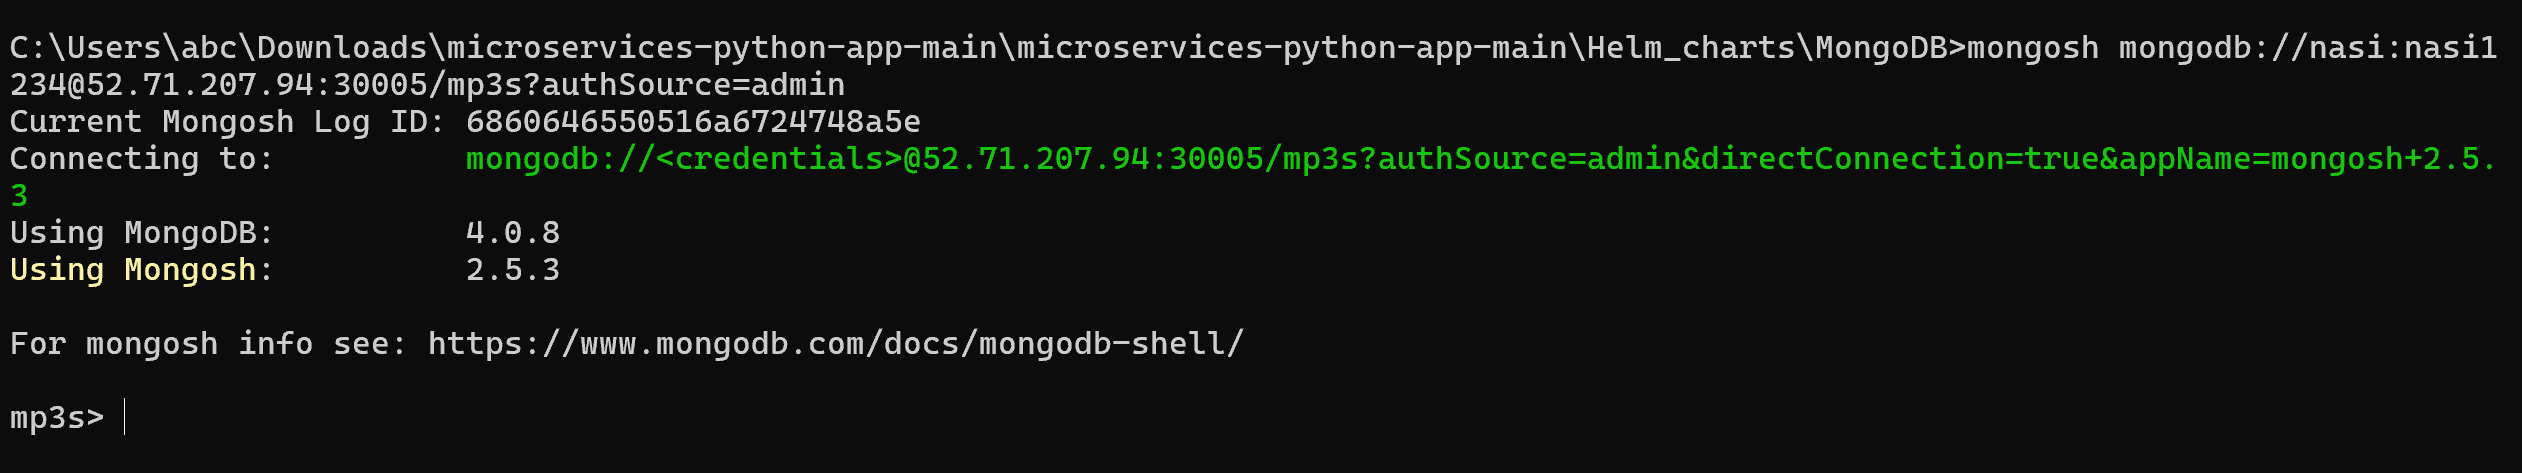 C:\Users\abc\Downloads\microservices-python-app-main\microservices-python-app-main\Helm_charts\MongoDB>mongosh mongodb://nasi:nasi1
234@52.71.207.94:30005/mp3s?authSource=admin
Current Mongosh Log ID: 6860646550516a6724748a5e
Connecting to:          mongodb://<credentials>@52.71.207.94:30005/mp3s?authSource=admin&directConnection=true&appName=mongosh+2.5.
3
Using MongoDB:          4.0.8
Using Mongosh:          2.5.3
For mongosh info see: https://www.mongodb.com/docs/mongodb-shell/
mp3s>